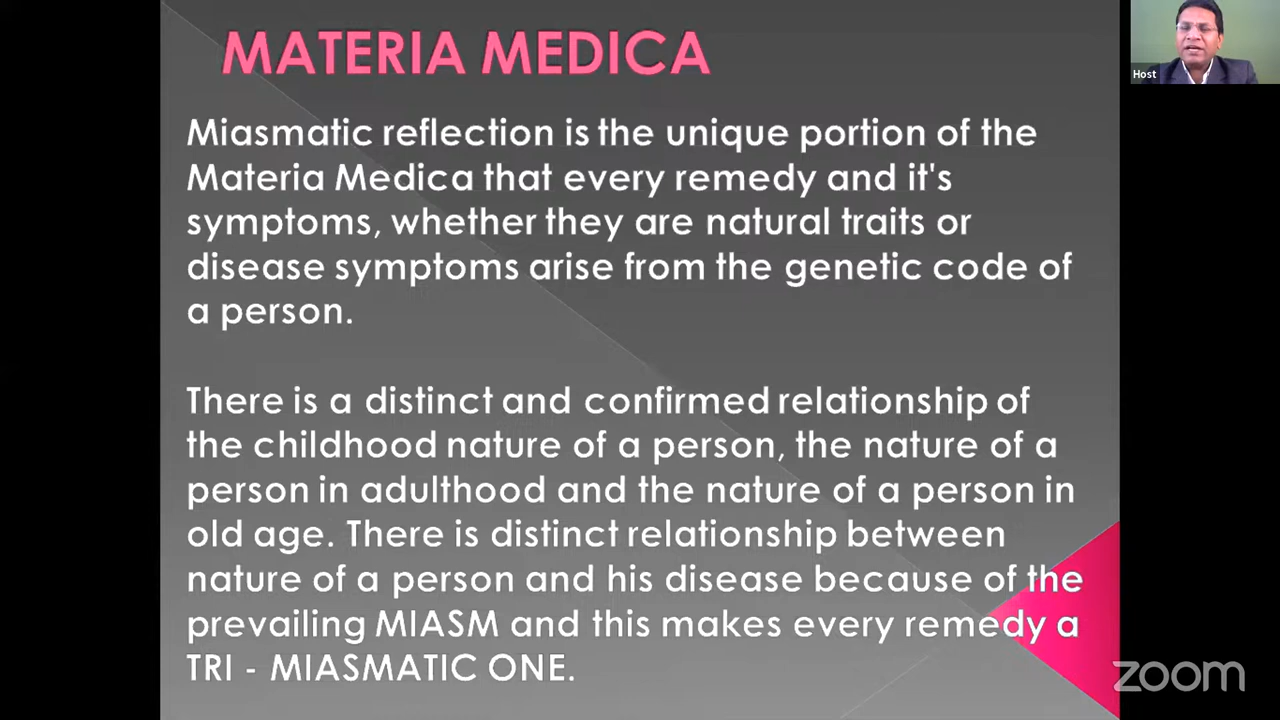 MATERIA MEDICA
Host
Miasmatic reflection is the unique portion of the
Materia Medica that every remedy and it's
symptoms, whether they are natural traits or
disease symptoms arise from the genetic code of
a person.
There is a distinct and confirmed relationship of
the childhood nature of a person, the nature of a
person in adulthood and the nature of a person in
old age. There is distinct relationship between
nature of a person and his disease because of the
prevailing MIASM and this makes every remedy a
TRI - MIASMATIC ONE.
zoom